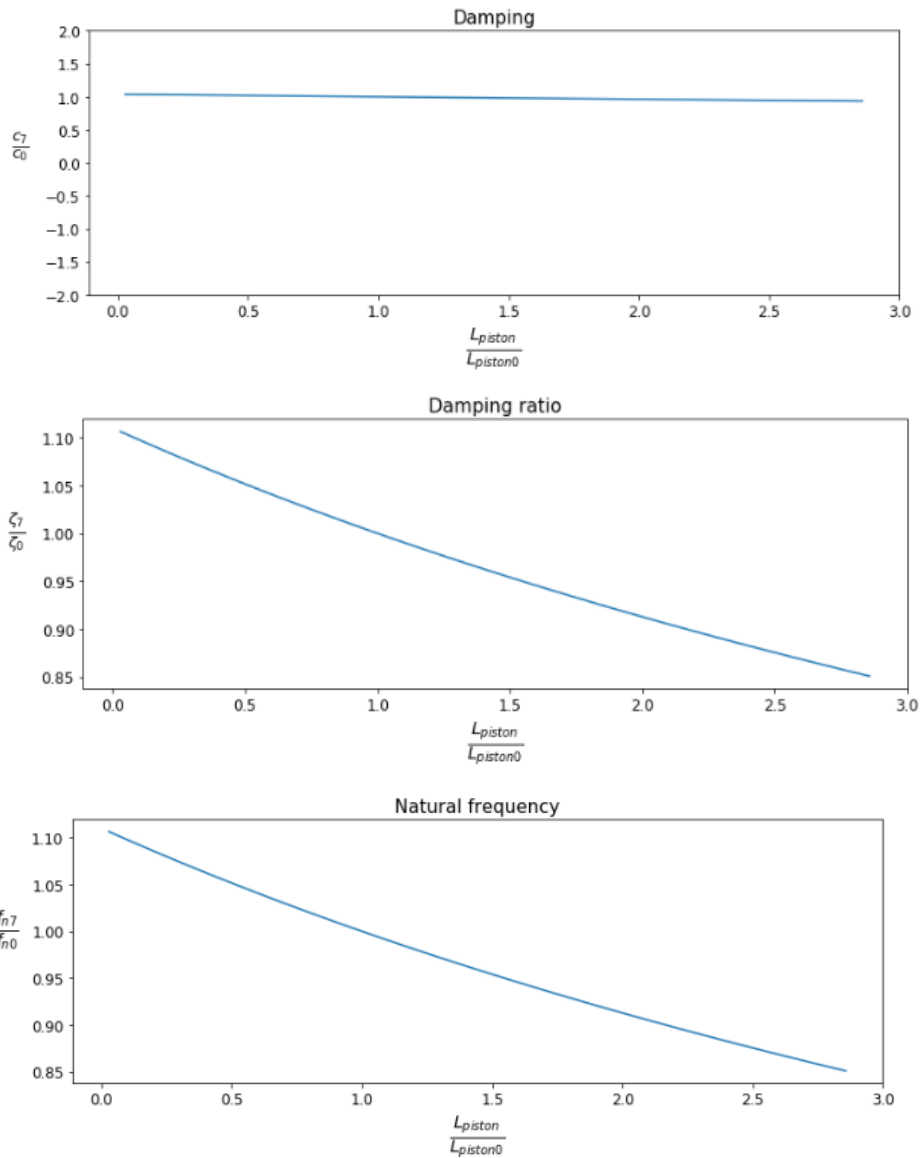 Damping
2.0
1.5
1.0
0.5
0.0
−0.5
−1.0
−1.5
−2.0
c7
c0
0.0 0.5 1.0 1.5 2.0 2.5 3.0
Lpiston
Lpiston0
Damping ratio
1.10
1.05
1.00
0.95
0.90
0.85
ζ7
ζ0
0.0 0.5 1.0 1.5 2.0 2.5 3.0
Lpiston
Lpiston0
Natural frequency
1.10
1.05
1.00
0.95
0.90
0.85
fn7
fn0
0.0 0.5 1.0 1.5 2.0 2.5 3.0
Lpiston
Lpiston0